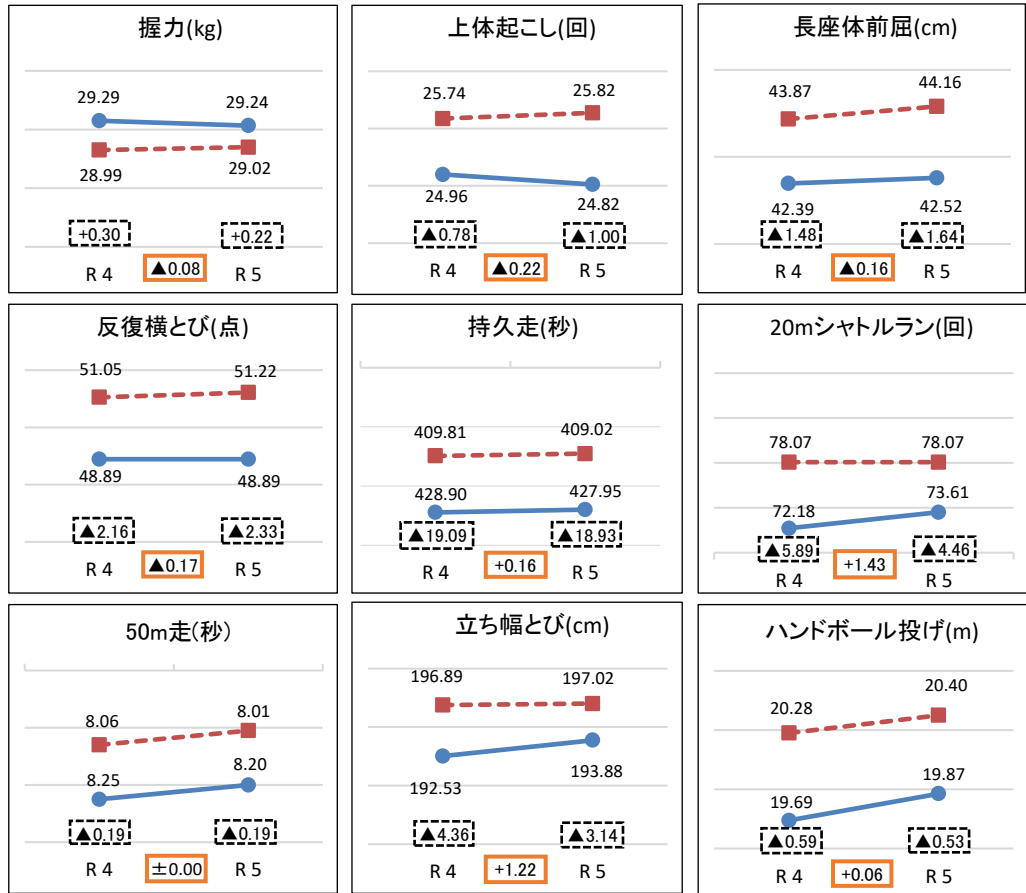 握力(kg)
29.29
29.24
28.99
29.02
+0.30
+0.22
R 4
▲0.08
R 5
上体起こし(回)
25.74
25.82
24.96
24.82
▲0.78
▲1.00
R 4
▲0.22
R 5
長座体前屈(cm)
43.87
44.16
42.39
42.52
▲1.48
▲1.64
R 4
▲0.16
R 5
反復横とび(点)
51.05
51.22
48.89
48.89
▲2.16
▲2.33
R 4
▲0.17
R 5
持久走(秒)
409.81
409.02
428.90
427.95
▲19.09
▲18.93
R 4
+0.16
R 5
20mシャトルラン(回)
78.07
78.07
72.18
73.61
▲5.89
▲4.46
R 4
+1.43
R 5
50m走(秒)
8.06
8.01
8.25
8.20
▲0.19
▲0.19
R 4
±0.00
R 5
立ち幅とび(cm)
196.89
197.02
192.53
193.88
▲4.36
▲3.14
R 4
+1.22
R 5
ハンドボール投げ(m)
20.28
20.40
19.69
19.87
▲0.59
▲0.53
R 4
+0.06
R 5